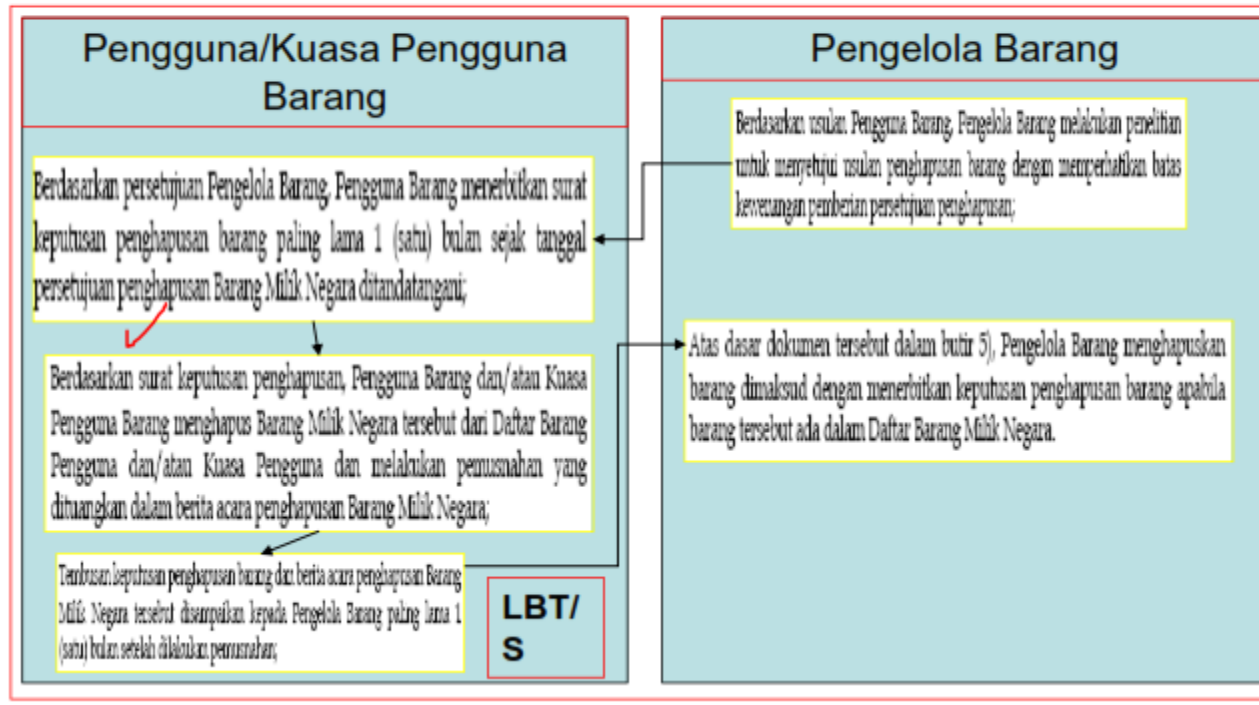 Pengguna/Kuasa Pengguna
Barang
Berdasarkan persetujuan Pengelola Barang, Pengguna Barang menerbitkan surat
keputusan penghapusan barang paling lama 1 (satu) bulan sejak tanggal
persetujuan penghapusan Barang Milik Negara ditandatangani;
Berdasarkan surat keputusan penghapusan, Pengguna Barang dan/atau Kuasa
Pengguna Barang menghapus Barang Milik Negara tersebut dari Daftar Barang
Pengguna dan/atau Kuasa Pengguna dan melakukan pemusnahan yang
dituangkan dalam berita acara penghapusan Barang Milik Negara;
Tembusan keputusan penghapusan barang dan berita acara penghapusan Barang
Milik Negara tersebut disampaikan kepada Pengelola Barang paling lama 1
(satu) bulan setelah dilakukan pemusnahan;
LBT/
S
Pengelola Barang
Berdasarkan usulan Pengguna Barang, Pengelola Barang melakukan penelitian
untuk menyetujui usulan penghapusan barang dengan memperhatikan batas
kewenangan pemberian persetujuan penghapusan;
Atas dasar dokumen tersebut dalam butir 5), Pengelola Barang menghapuskan
barang dimaksud dengan menerbitkan keputusan penghapusan barang apabila
barang tersebut ada dalam Daftar Barang Milik Negara.